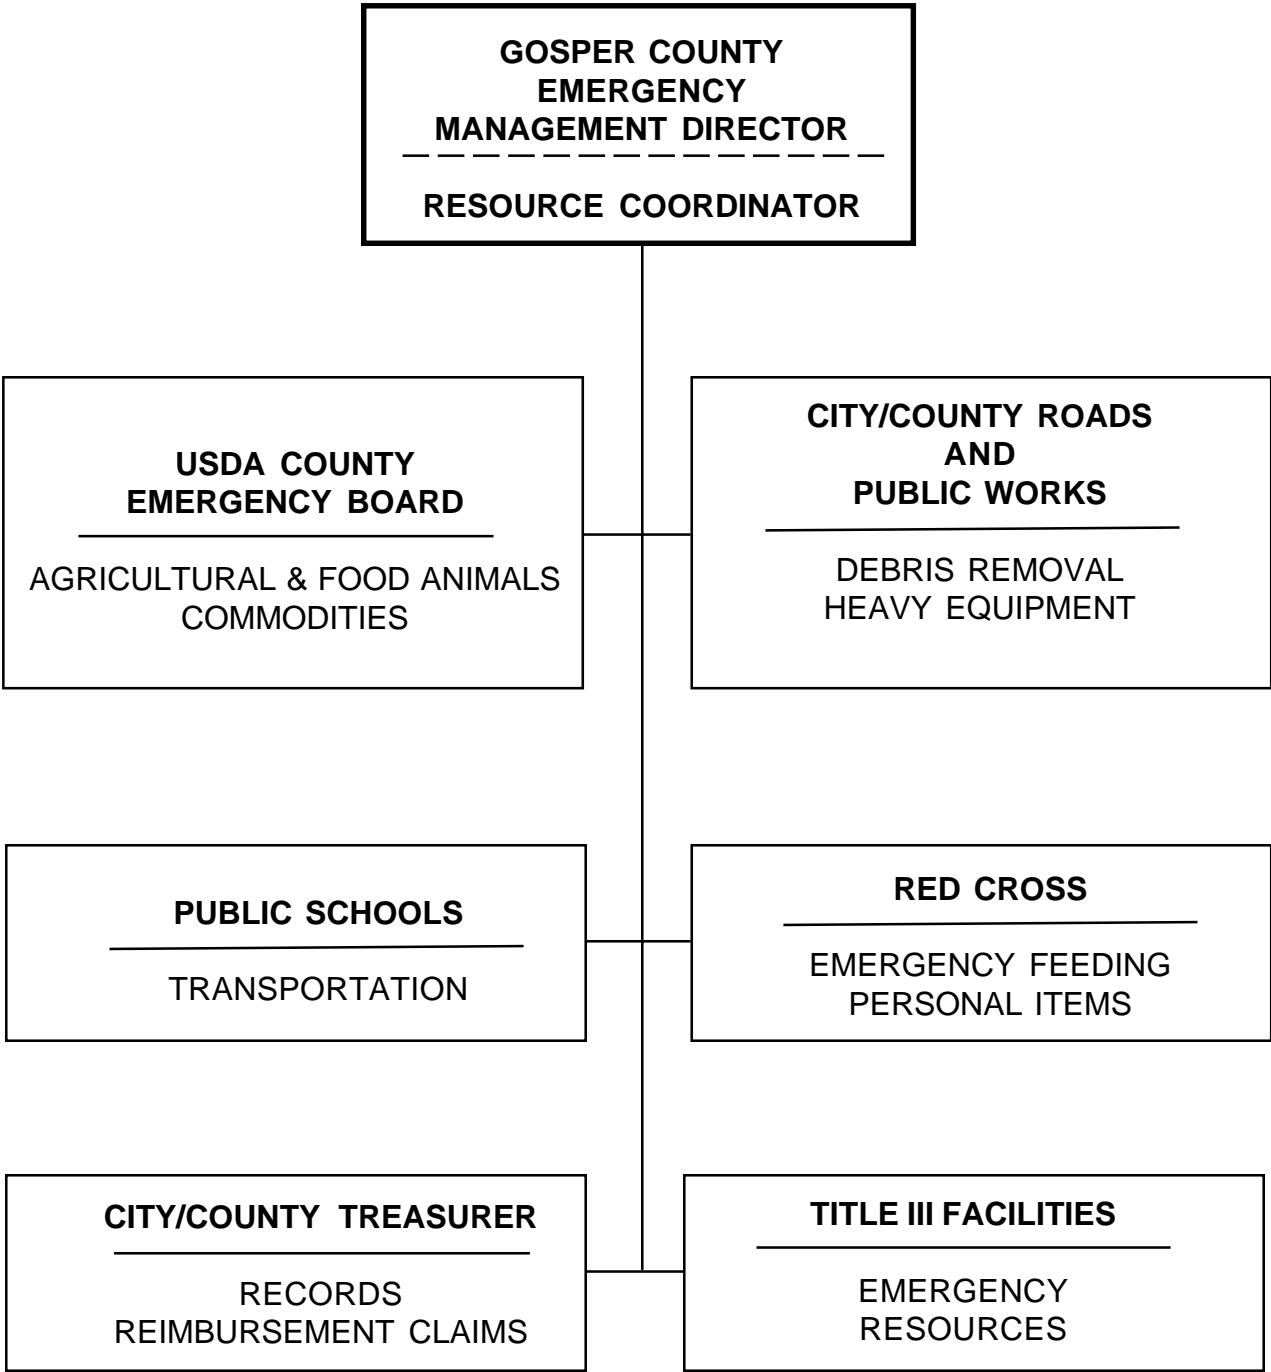 GOSPER COUNTY
EMERGENCY
MANAGEMENT DIRECTOR
RESOURCE COORDINATOR
USDA COUNTY
EMERGENCY BOARD
AGRICULTURAL & FOOD ANIMALS
COMMODITIES
CITY/COUNTY ROADS
AND
PUBLIC WORKS
DEBRIS REMOVAL
HEAVY EQUIPMENT
PUBLIC SCHOOLS
TRANSPORTATION
RED CROSS
EMERGENCY FEEDING
PERSONAL ITEMS
CITY/COUNTY TREASURER
RECORDS
REIMBURSEMENT CLAIMS
TITLE III FACILITIES
EMERGENCY
RESOURCES